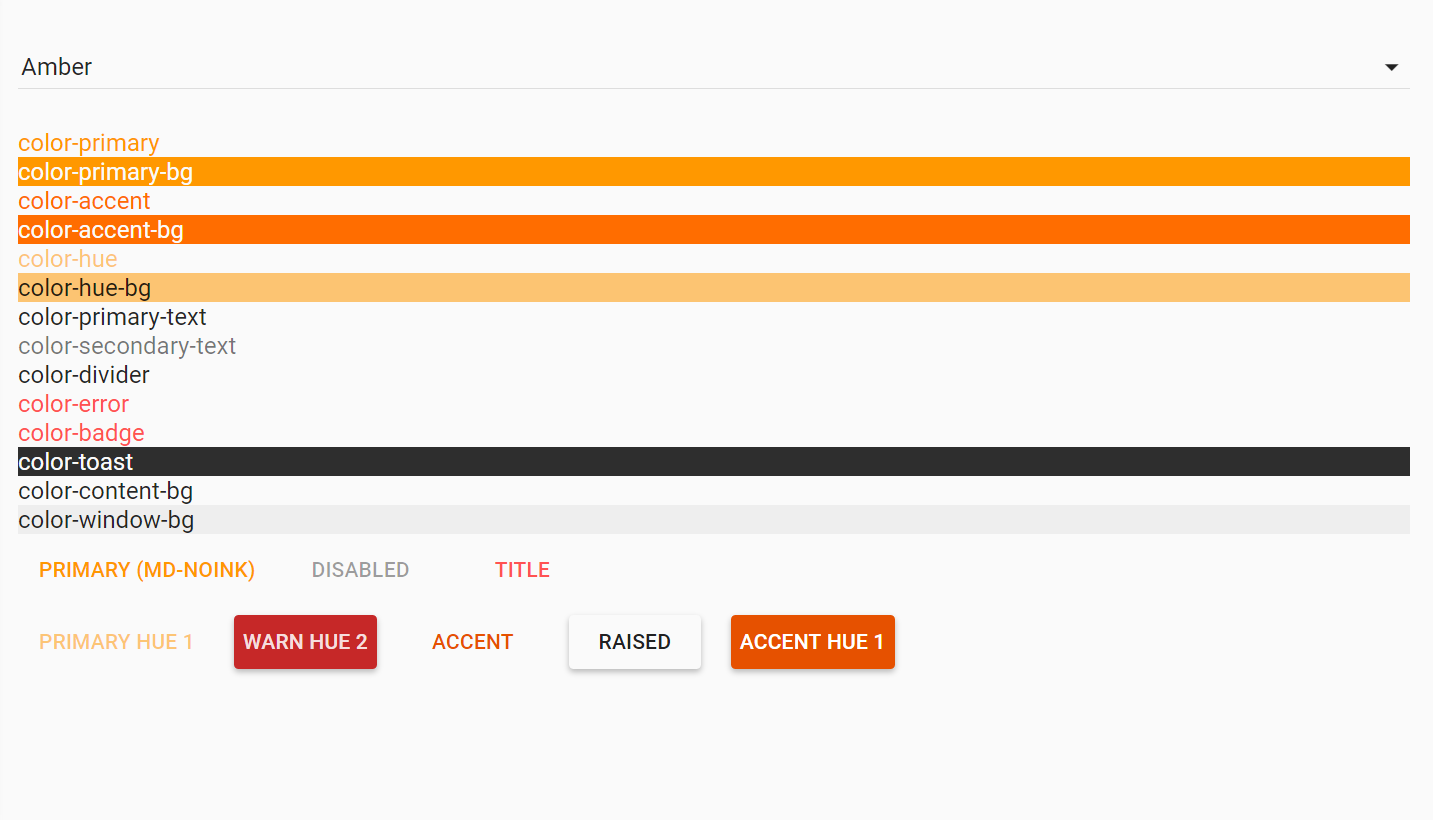 Amber
color-primary
color-primary-bg
color-accent
color-accent-bg
color-hue
color-hue-bg
color-primary-text
color-secondary-text
color-divider
color-error
color-badge
color-toast
color-content-bg
color-window-bg
PRIMARY (MD-NOINK) DISABLED TITLE
PRIMARY HUE 1 WARN HUE 2 ACCENT RAISED ACCENT HUE 1